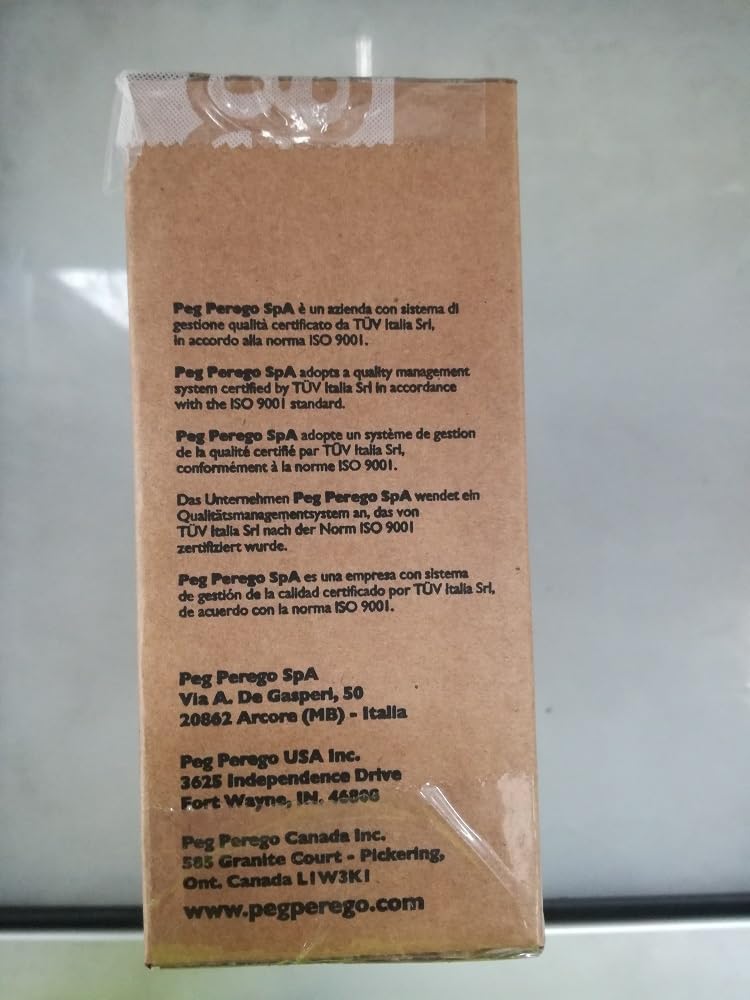 Peg Perego SpA è un azienda con sistema di
gestione qualità certificato da TÜV Italia Srl,
in accordo alla norma ISO 9001.
Peg Perego SpA adopts a quality management
system certified by TÜV Italia Srl in accordance
with the ISO 9001 standard.
Peg Perego SpA adopte un système de gestion
de la qualité certifié par TÜV Italia Srl,
conformément à la norme ISO 9001.
Das Unternehmen Peg Perego SpA wendet ein
Qualitätsmanagementsystem an, das von
TÜV Italia Srl nach der Norm ISO 9001
zertifiziert wurde.
Peg Perego SpA es una empresa con sistema
de gestión de la calidad certificado por TÜV Italia Srl,
de acuerdo con la norma ISO 9001.
Peg Perego SpA
Via A. De Gasperi, 50
20862 Arcore (MB) - Italia
Peg Perego USA Inc.
3625 Independence Drive
Fort Wayne, IN. 46808
Peg Perego Canada Inc.
585 Granite Court - Pickering,
Ont. Canada L1W3K1
www.pegperego.com